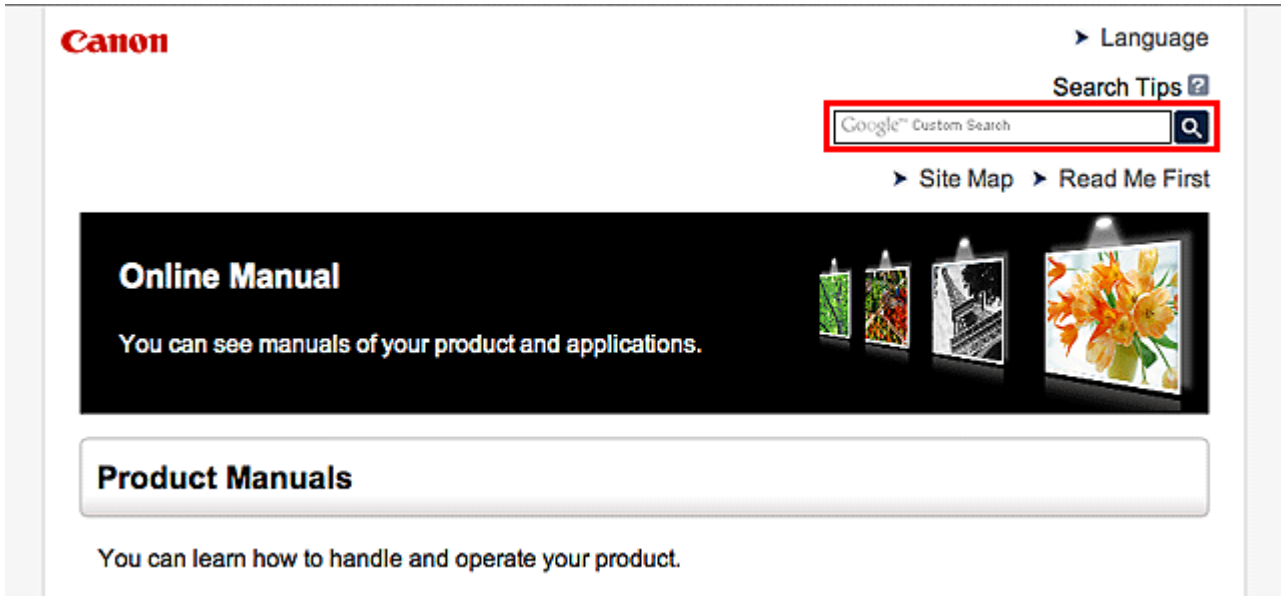 Canon
Language
Search Tips ?
Google™ Custom Search
Site Map
Read Me First
Online Manual
You can see manuals of your product and applications.
Product Manuals
You can learn how to handle and operate your product.